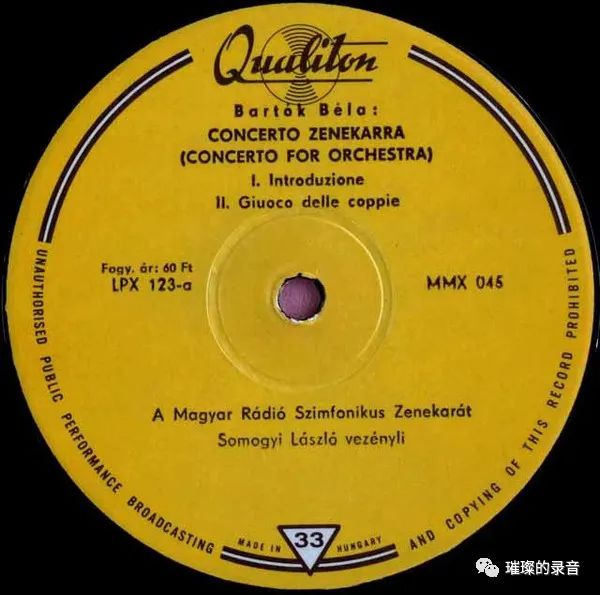 Qualiton
Bartók Béla:
CONCERTO ZENEKARRA
(CONCERTO FOR ORCHESTRA)
I. Introduzione
II. Giuoco delle coppie
Fogy. ár: 60 Ft
LPX 123-a
MMX 045
A Magyar Rádió Szimfonikus Zenekarát
Somogyi László vezényli
UNAUTHORISED PUBLIC PERFORMANCE BROADCASTING
AND COPYING OF THIS RECORD PROHIBITED
MADE IN
33
HUNGARY
璀璨的录音